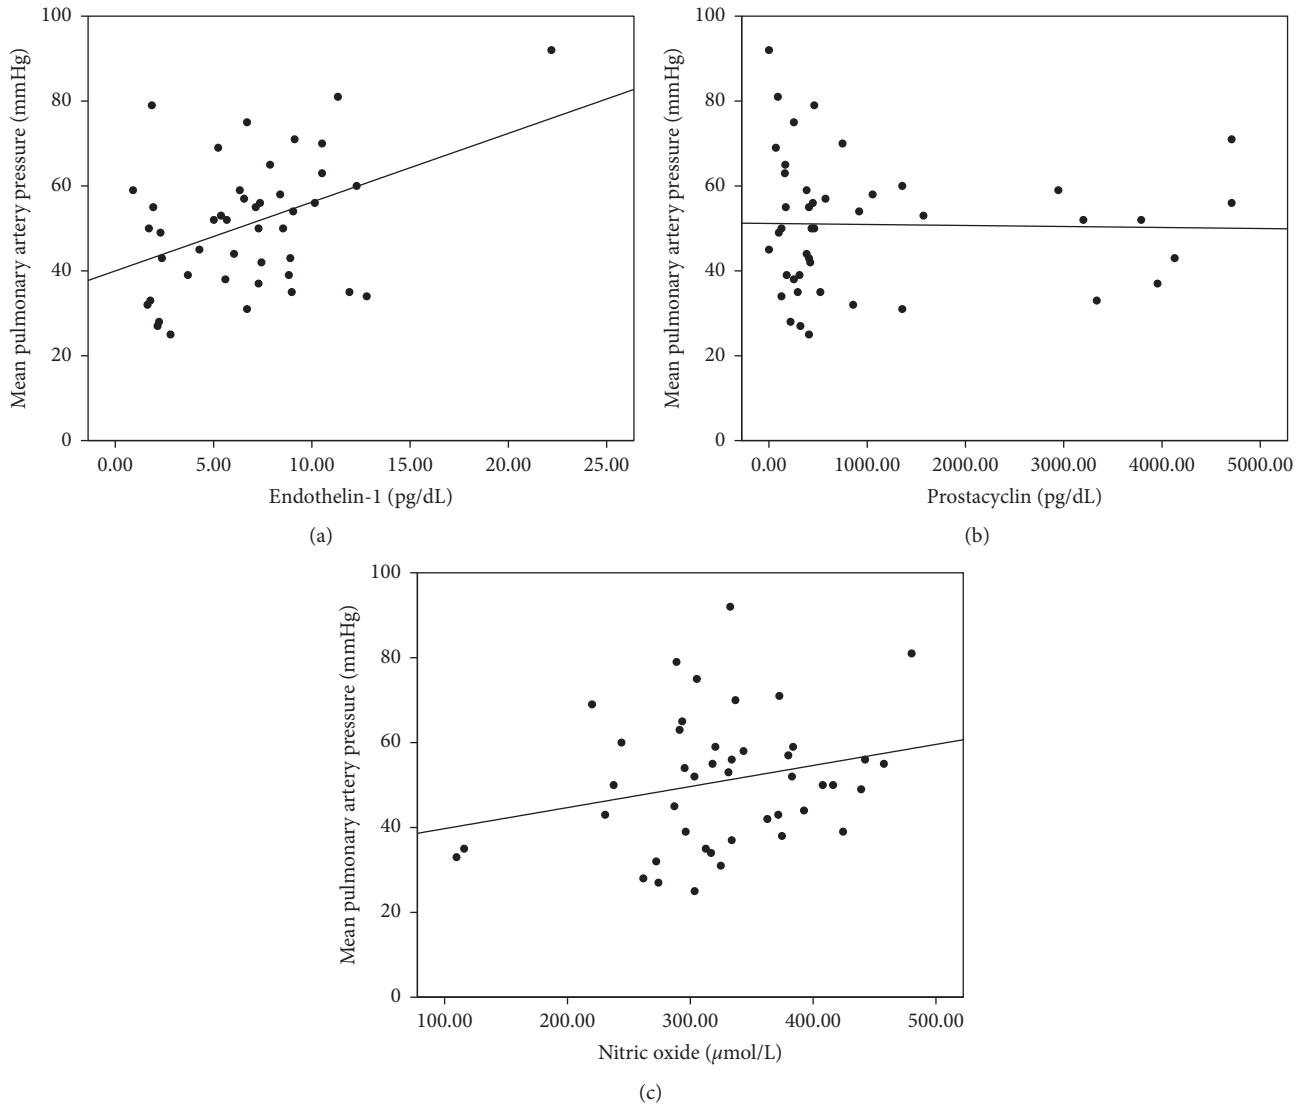 100
80
60
40
20
0
Mean pulmonary artery pressure (mmHg)
0.00 5.00 10.00 15.00 20.00 25.00
Endothelin-1 (pg/dL)
(a)
100
80
60
40
20
0
Mean pulmonary artery pressure (mmHg)
0.00 1000.00 2000.00 3000.00 4000.00 5000.00
Prostacyclin (pg/dL)
(b)
100
80
60
40
20
0
Mean pulmonary artery pressure (mmHg)
100.00 200.00 300.00 400.00 500.00
Nitric oxide (μmol/L)
(c)